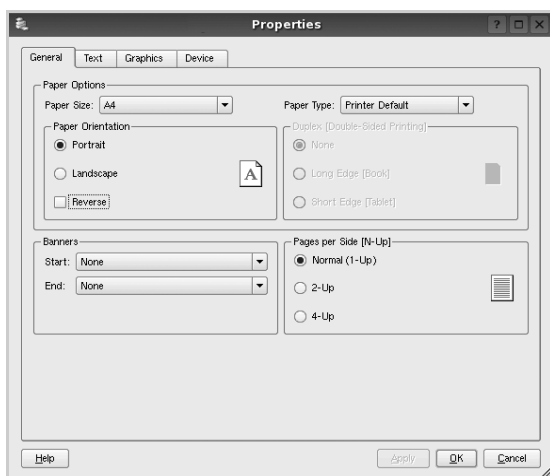 Properties
General Text Graphics Device
Paper Options
Paper Size: A4 Paper Type: Printer Default
Paper Orientation Duplex [Double-Sided Printing]
Portrait None
Landscape A Long Edge [Book]
Reverse Short Edge [Tablet]
Banners Pages per Side [N-Up]
Start: None Normal (1-Up)
End: None 2-Up
4-Up
Help Apply OK Cancel